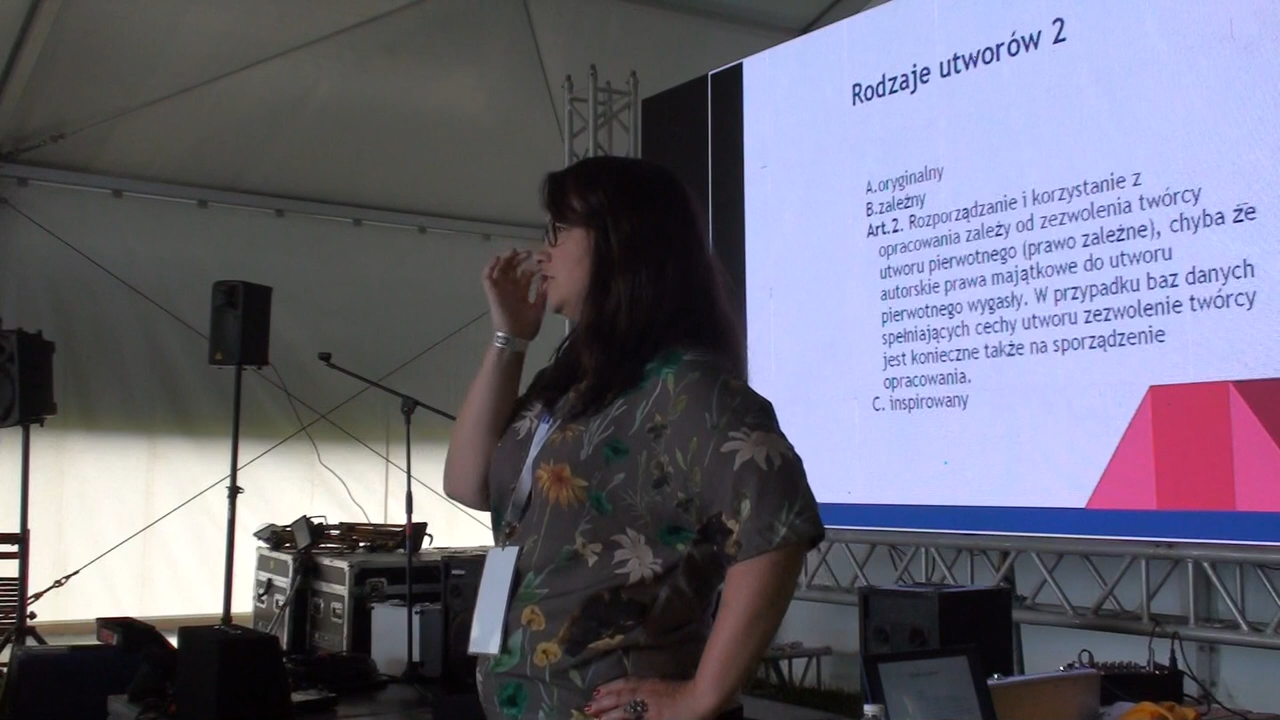 Rodzaje utworów 2
A.oryginalny
B.zależny
Art.2. Rozporządzanie i korzystanie z
opracowania zależy od zezwolenia twórcy
utworu pierwotnego (prawo zależne), chyba że
autorskie prawa majątkowe do utworu
pierwotnego wygasły. W przypadku baz danych
spełniających cechy utworu zezwolenie twórcy
jest konieczne także na sporządzenie
opracowania.
C. inspirowany